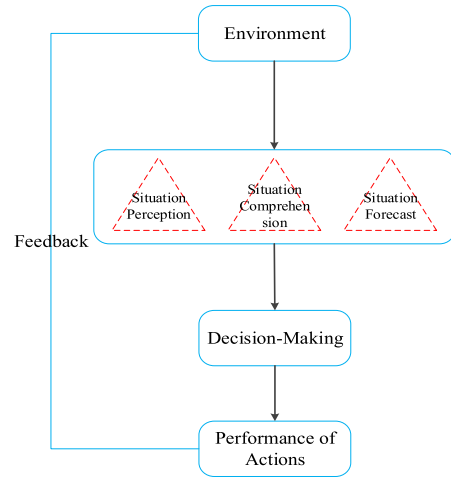 Environment
Situation
Perception
Situation
Comprehen
sion
Situation
Forecast
Feedback
Decision-Making
Performance of
Actions